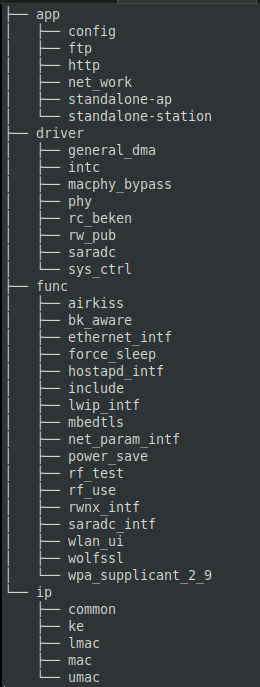 ├── app
│   ├── config
│   ├── ftp
│   ├── http
│   ├── net_work
│   ├── standalone-ap
│   └── standalone-station
├── driver
│   ├── general_dma
│   ├── intc
│   ├── macphy_bypass
│   ├── phy
│   ├── rc_beken
│   ├── rw_pub
│   ├── saradc
│   └── sys_ctrl
├── func
│   ├── airkiss
│   ├── bk_aware
│   ├── ethernet_intf
│   ├── force_sleep
│   ├── hostapd_intf
│   ├── include
│   ├── lwip_intf
│   ├── mbedtls
│   ├── net_param_intf
│   ├── power_save
│   ├── rf_test
│   ├── rf_use
│   ├── rwnx_intf
│   ├── saradc_intf
│   ├── wlan_ui
│   ├── wolfssl
│   └── wpa_supplicant_2_9
└── ip
    ├── common
    ├── ke
    ├── lmac
    ├── mac
    └── umac